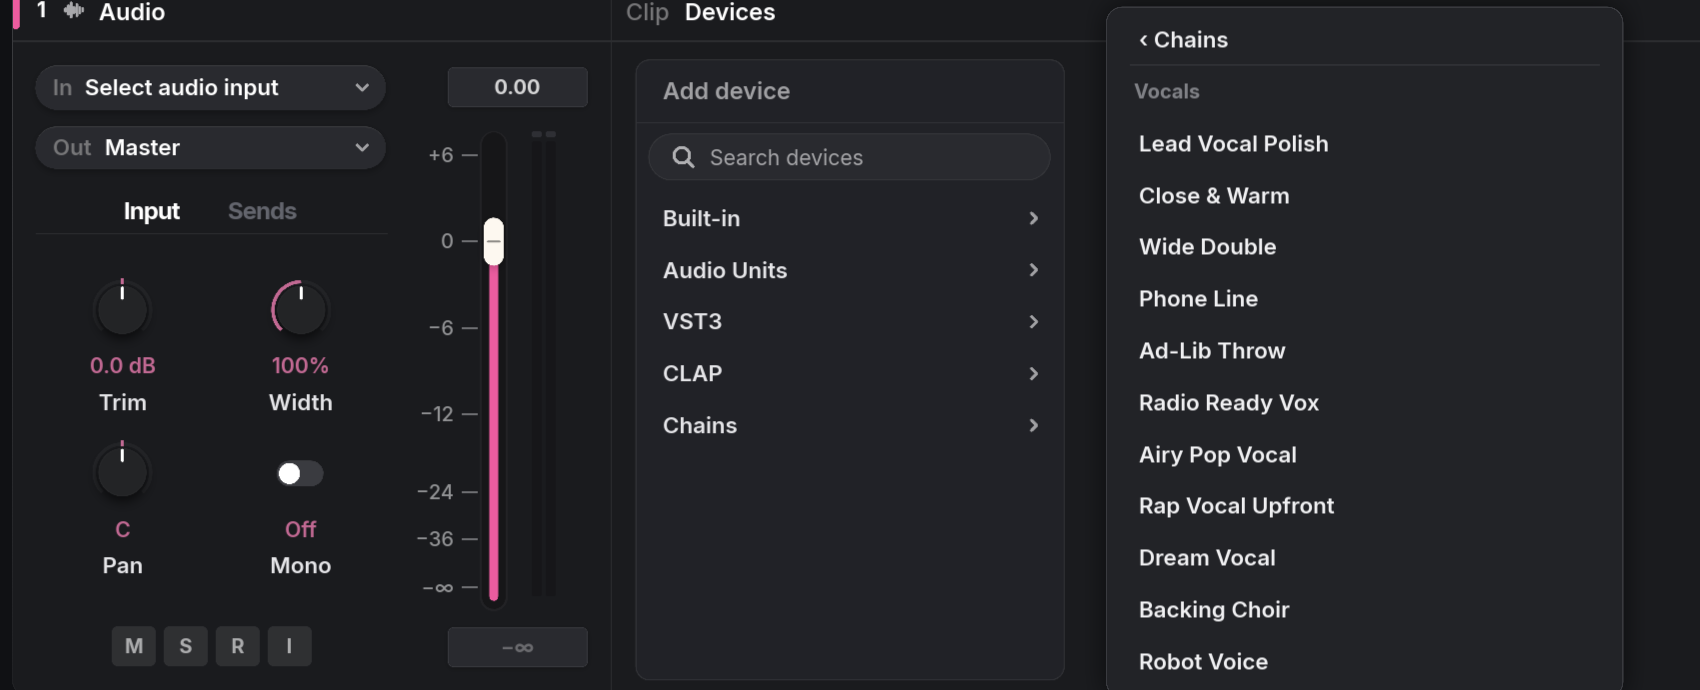 1 Audio
Clip Devices
In Select audio input
0.00
Out Master
Input Sends
+6
0
−6
−12
−24
−36
−∞
0.0 dB
Trim
100%
Width
C
Pan
Off
Mono
M S R I
−∞
Add device
Search devices
Built-in
Audio Units
VST3
CLAP
Chains
‹ Chains
Vocals
Lead Vocal Polish
Close & Warm
Wide Double
Phone Line
Ad-Lib Throw
Radio Ready Vox
Airy Pop Vocal
Rap Vocal Upfront
Dream Vocal
Backing Choir
Robot Voice